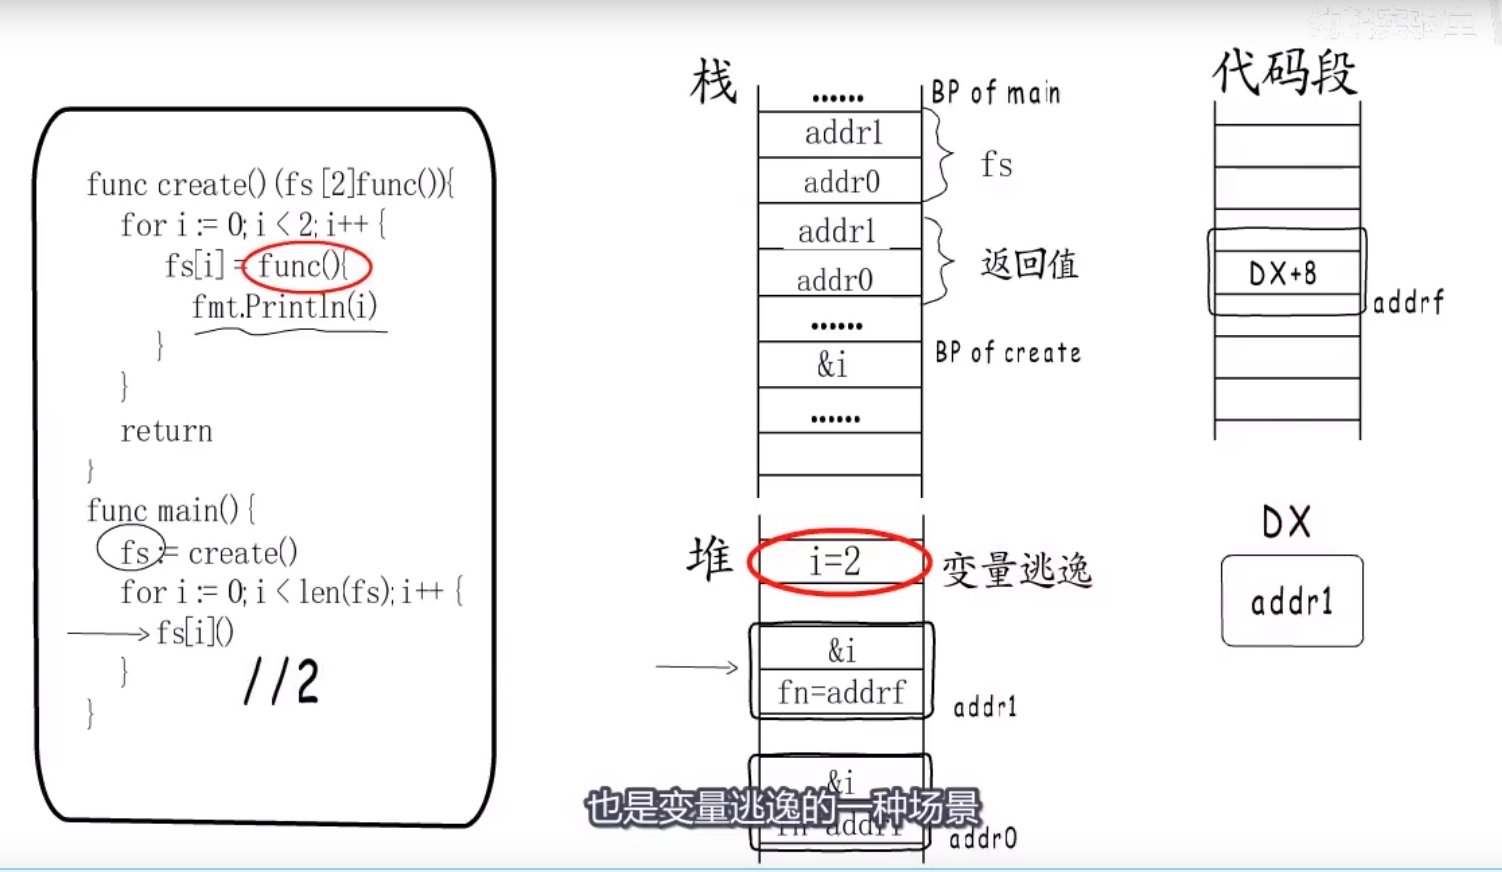 func create() (fs [2]func()){
for i := 0; i < 2; i++ {
fs[i] = func(){
fmt.Println(i)
}
}
return
}
func main() {
fs := create()
for i := 0; i < len(fs); i++ {
fs[i]()
}
//2
}
栈
......
BP of main
addr1
addr0
fs
addr1
addr0
返回值
......
&i
BP of create
......
堆
i=2
变量逃逸
&i
fn=addrf
addr1
&i
fn=addrf
addr0
代码段
DX+8
addrf
DX
addr1
也是变量逃逸的一种场景